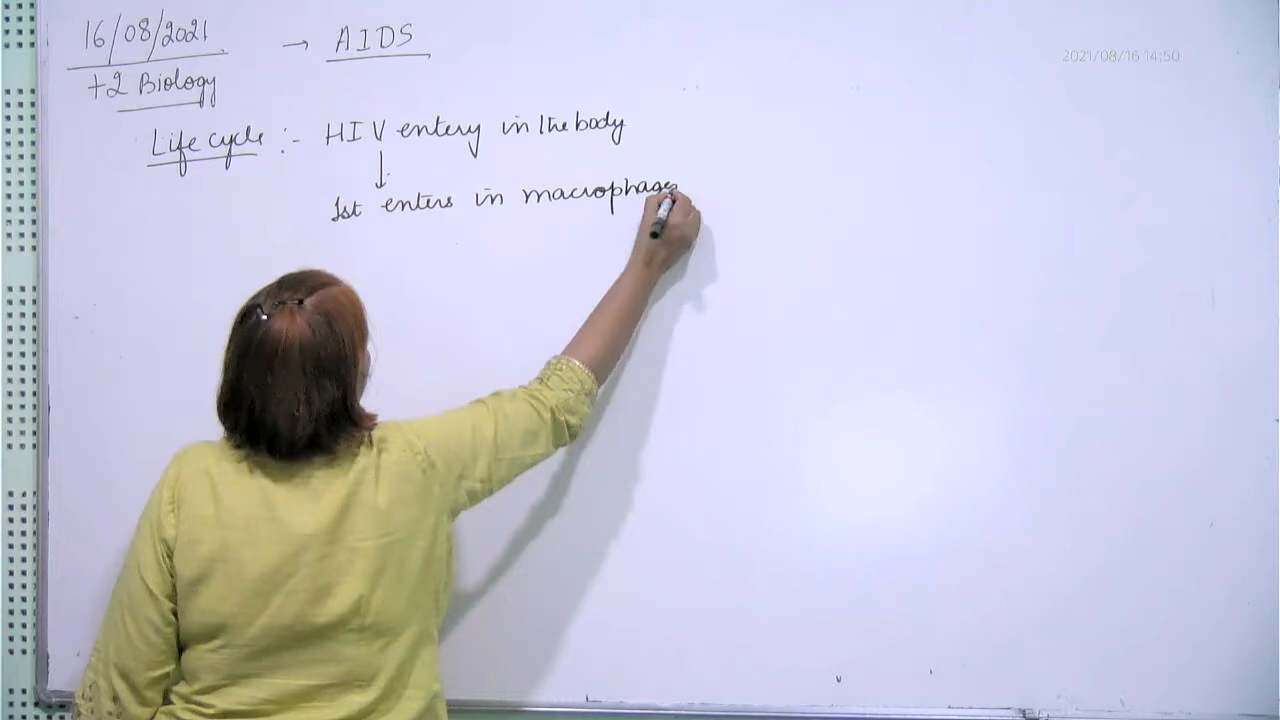 16/08/2021 → AIDS
2021/08/16 14:50
+2 Biology
Life cycle :- HIV entery in the body
↓
1st enters in macrophages